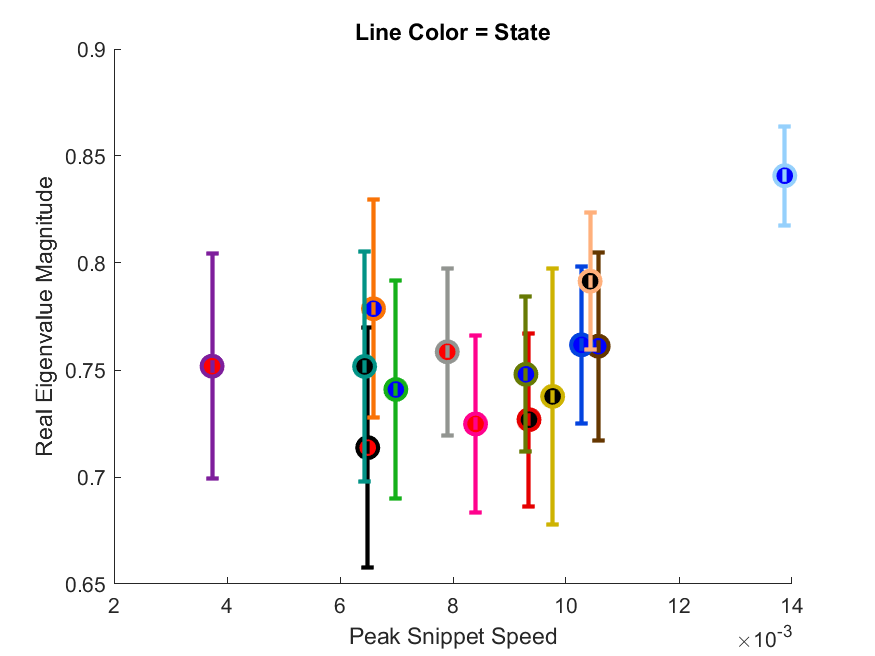 Line Color = State
0.9
0.85
0.8
0.75
0.7
0.65
Real Eigenvalue Magnitude
2 4 6 8 10 12 14
Peak Snippet Speed
×10^-3